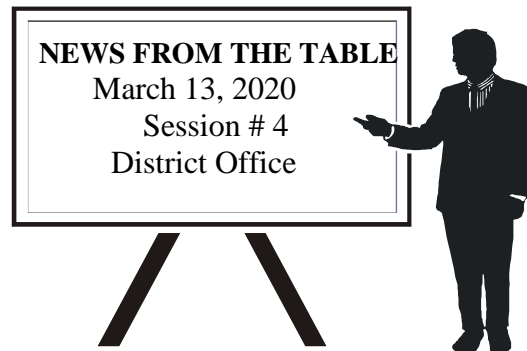 NEWS FROM THE TABLE
March 13, 2020
Session # 4
District Office